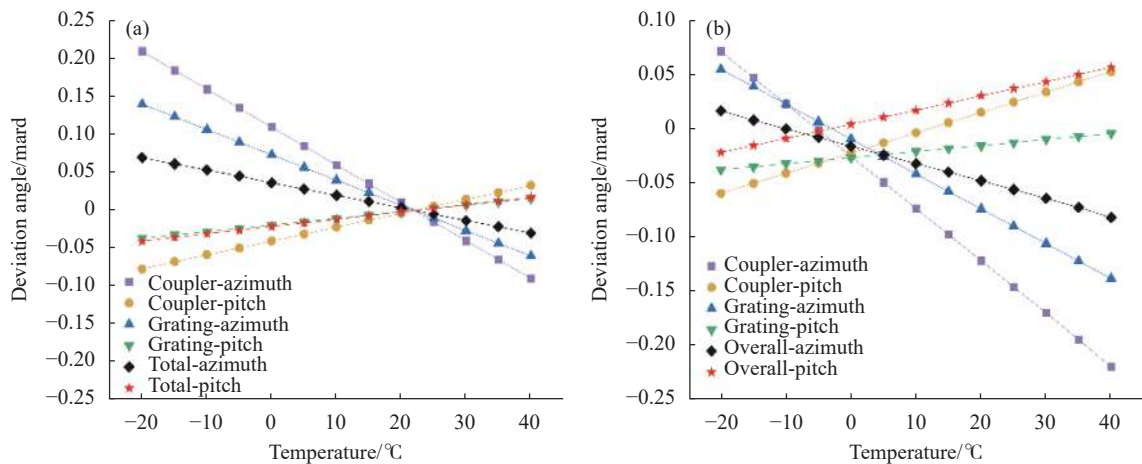 (a)
0.25
0.20
0.15
0.10
0.05
0
−0.05
−0.10
−0.15
−0.20
−0.25
Deviation angle/mard
Coupler-azimuth
Coupler-pitch
Grating-azimuth
Grating-pitch
Total-azimuth
Total-pitch
−20 −10 0 10 20 30 40
Temperature/℃
(b)
0.10
0.05
0
−0.05
−0.10
−0.15
−0.20
−0.25
Deviation angle/mard
Coupler-azimuth
Coupler-pitch
Grating-azimuth
Grating-pitch
Overall-azimuth
Overall-pitch
−20 −10 0 10 20 30 40
Temperature/℃